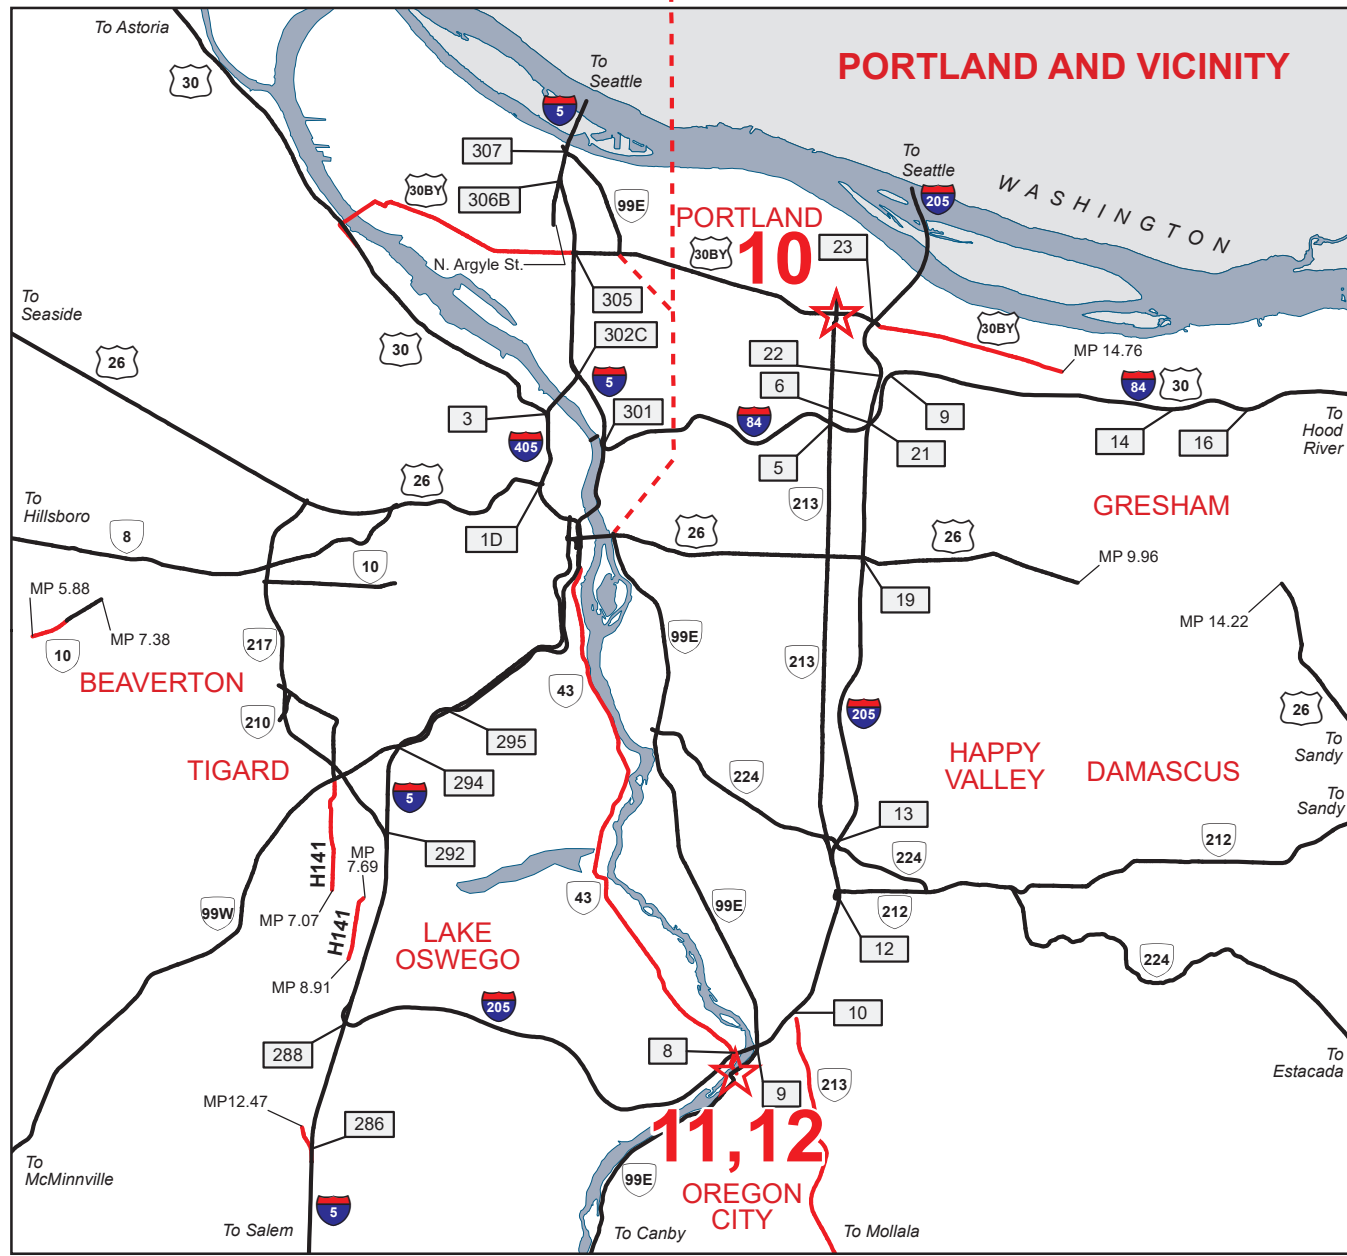 To Astoria
To
Seattle
PORTLAND AND VICINITY
30
5
307
To
Seattle
WASHINGTON
30BY
306B
99E
205
PORTLAND
10
30BY
23
N. Argyle St.
To
Seaside
305
302C
30BY
MP 14.76
26
30
5
22
6
84
30
3
301
84
9
To
Hood
River
405
14
16
5
21
26
To
Hillsboro
213
GRESHAM
8
1D
26
26
10
MP 9.96
MP 5.88
19
MP 7.38
MP 14.22
10
217
99E
213
BEAVERTON
43
210
205
26
295
To
Sandy
TIGARD
294
HAPPY
VALLEY
DAMASCUS
224
5
To
Sandy
13
292
212
H141
MP
7.69
224
43
99W
MP 7.07
H141
99E
212
LAKE
OSWEGO
12
224
MP 8.91
205
10
288
8
To
Estacada
213
9
MP12.47
286
11,12
To
McMinnville
99E
OREGON
CITY
5
To Salem
To Canby
To Mollala